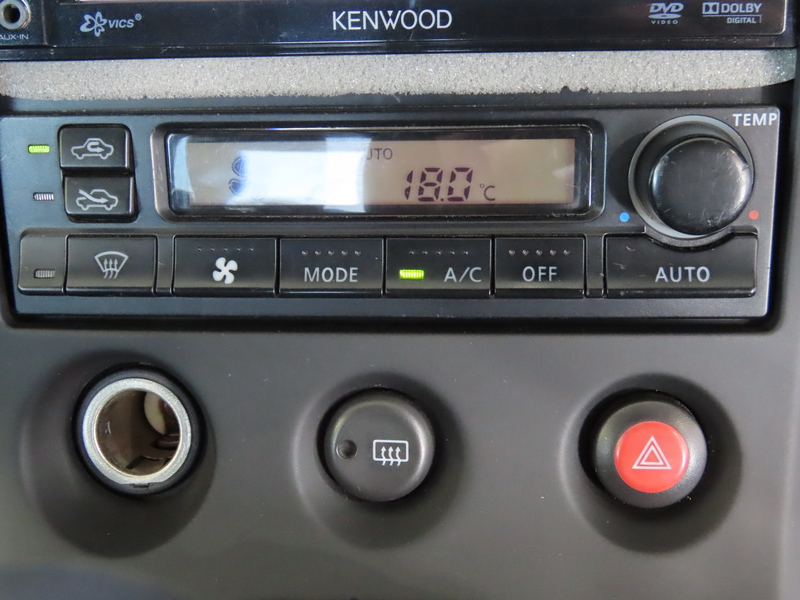 AUX-IN
VICS®
KENWOOD
DVD
VIDEO
DOLBY
DIGITAL
TEMP
AUTO
18.0 °C
MODE
A/C
OFF
AUTO